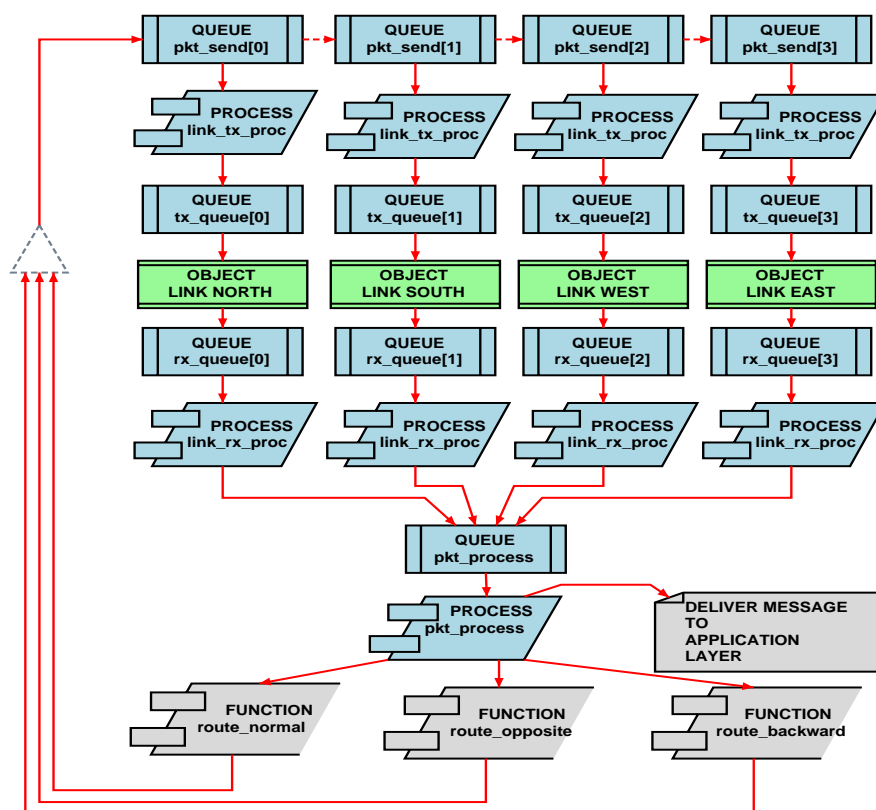 QUEUE
pkt_send[0]
QUEUE
pkt_send[1]
QUEUE
pkt_send[2]
QUEUE
pkt_send[3]
PROCESS
link_tx_proc
PROCESS
link_tx_proc
PROCESS
link_tx_proc
PROCESS
link_tx_proc
QUEUE
tx_queue[0]
QUEUE
tx_queue[1]
QUEUE
tx_queue[2]
QUEUE
tx_queue[3]
OBJECT
LINK NORTH
OBJECT
LINK SOUTH
OBJECT
LINK WEST
OBJECT
LINK EAST
QUEUE
rx_queue[0]
QUEUE
rx_queue[1]
QUEUE
rx_queue[2]
QUEUE
rx_queue[3]
PROCESS
link_rx_proc
PROCESS
link_rx_proc
PROCESS
link_rx_proc
PROCESS
link_rx_proc
QUEUE
pkt_process
PROCESS
pkt_process
DELIVER MESSAGE
TO
APPLICATION
LAYER
FUNCTION
route_normal
FUNCTION
route_opposite
FUNCTION
route_backward